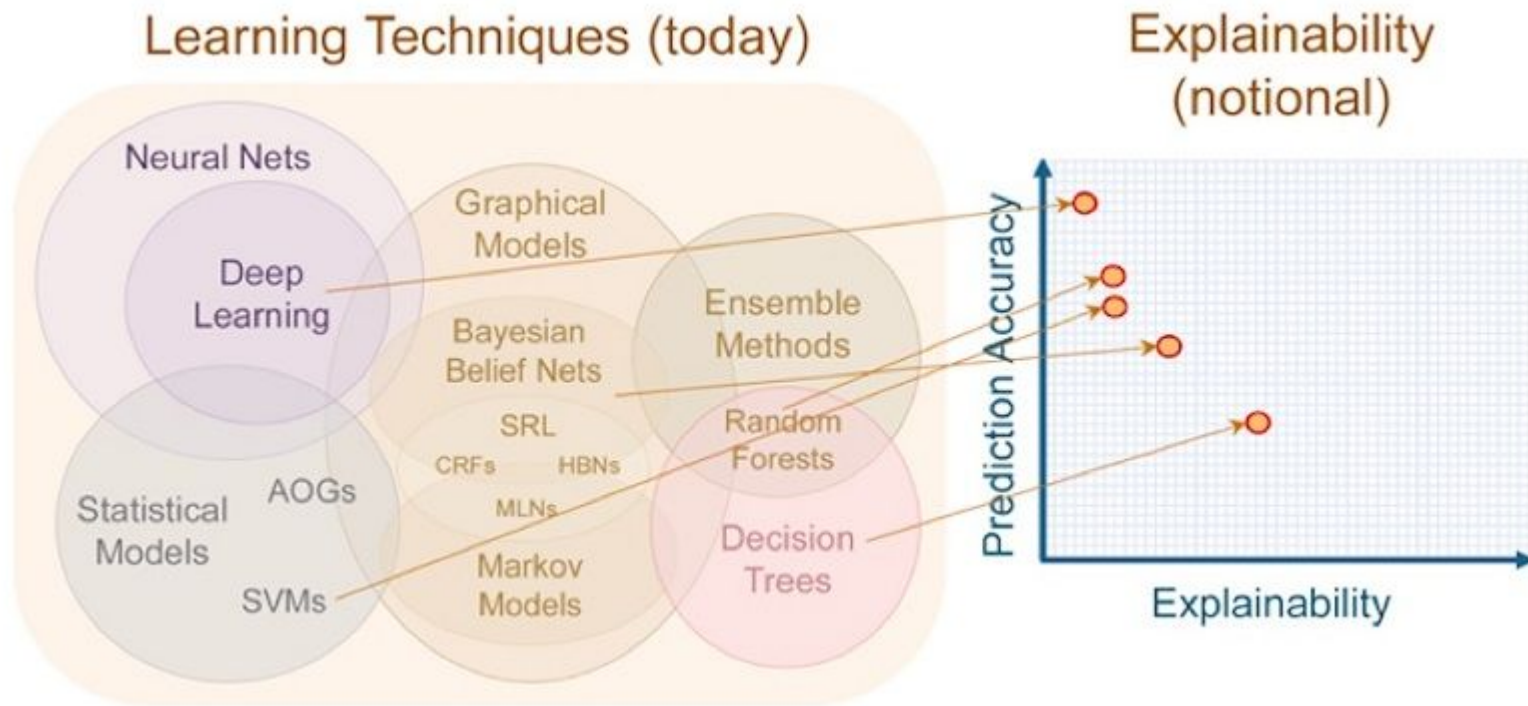 Learning Techniques (today)
Neural Nets
Deep
Learning
Graphical
Models
Bayesian
Belief Nets
SRL
CRFs
HBNs
MLNs
Markov
Models
Ensemble
Methods
Random
Forests
Decision
Trees
Statistical
Models
AOGs
SVMs
Explainability
(notional)
Prediction Accuracy
Explainability